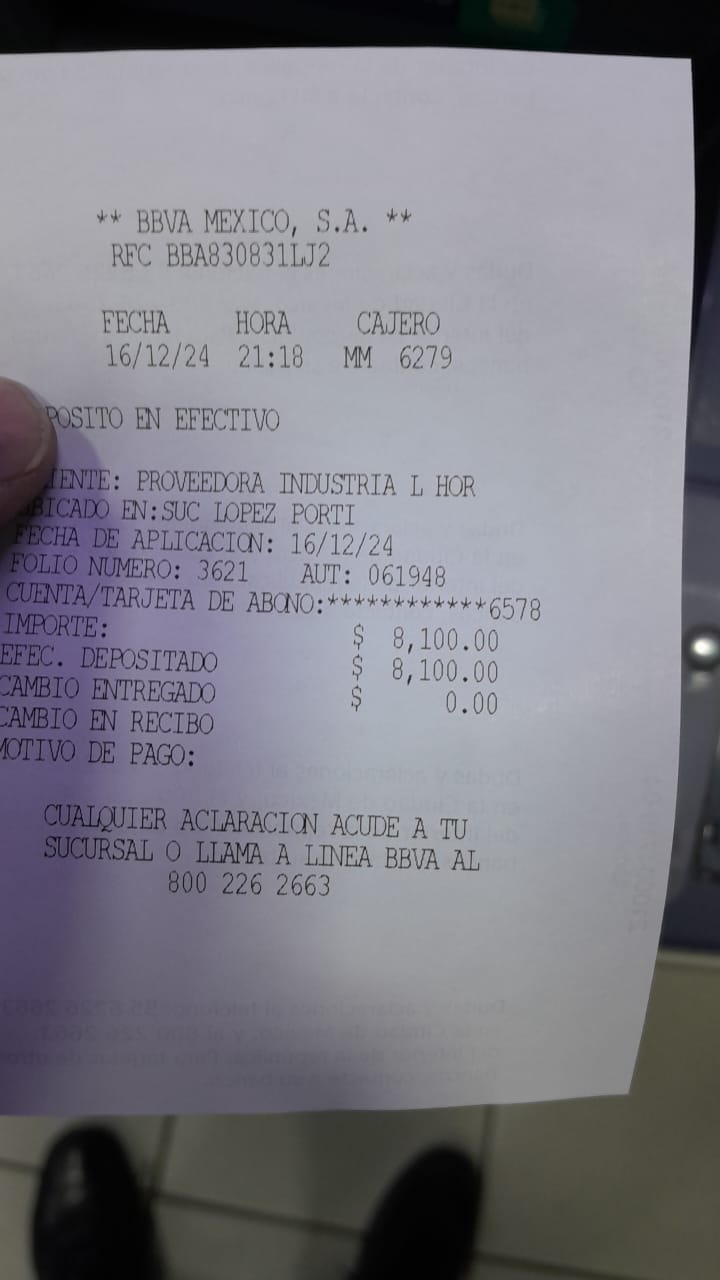 ** BBVA MEXICO, S.A. **
RFC BBA830831LJ2
FECHA HORA CAJERO
16/12/24 21:18 MM 6279
POSITO EN EFECTIVO
IENTE: PROVEEDORA INDUSTRIA L HOR
BICADO EN:SUC LOPEZ PORTI
FECHA DE APLICACION: 16/12/24
FOLIO NUMERO: 3621 AUT: 061948
CUENTA/TARJETA DE ABONO:************6578
IMPORTE: $ 8,100.00
EFEC. DEPOSITADO $ 8,100.00
CAMBIO ENTREGADO $ 0.00
CAMBIO EN RECIBO
MOTIVO DE PAGO:
CUALQUIER ACLARACION ACUDE A TU
SUCURSAL O LLAMA A LINEA BBVA AL
800 226 2663